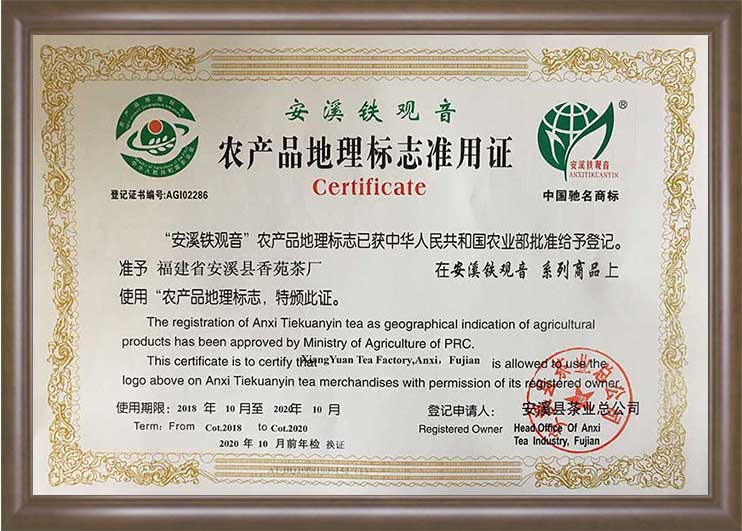 安溪铁观音
农产品地理标志准用证
Certificate
登记证书编号:AGI02286
安溪铁观音
ANXITIKUANYIN
®
中国驰名商标
“安溪铁观音”农产品地理标志已获中华人民共和国农业部批准给予登记。
准予 福建省安溪县香苑茶厂 在安溪铁观音 系列商品上
使用“农产品地理标志，特颁此证。
The registration of Anxi Tiekuanyin tea as geographical indication of agricultural
products has been approved by Ministry of Agriculture of PRC.
This certificate is to certify that XiangYuan Tea Factory,Anxi, Fujian is allowed to use the
logo above on Anxi Tiekuanyin tea merchandises with permission of its registered owner
使用期限: 2018 年 10 月至 2020 年 10 月
登记申请人: 安溪县茶业总公司
Term: From Cot.2018 to Cot.2020
Registered Owner Head Office Of Anxi
Tea Industry, Fujian
2020 年 10 月前年检 换证